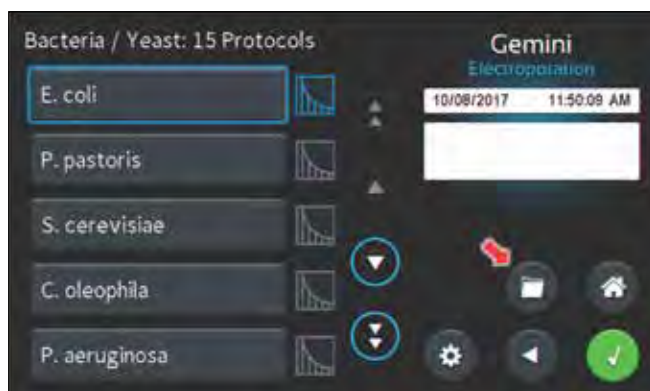 Bacteria / Yeast: 15 Protocols
E. coli
P. pastoris
S. cerevisiae
C. oleophila
P. aeruginosa
Gemini
Electroporation
10/08/2017 11:50:09 AM